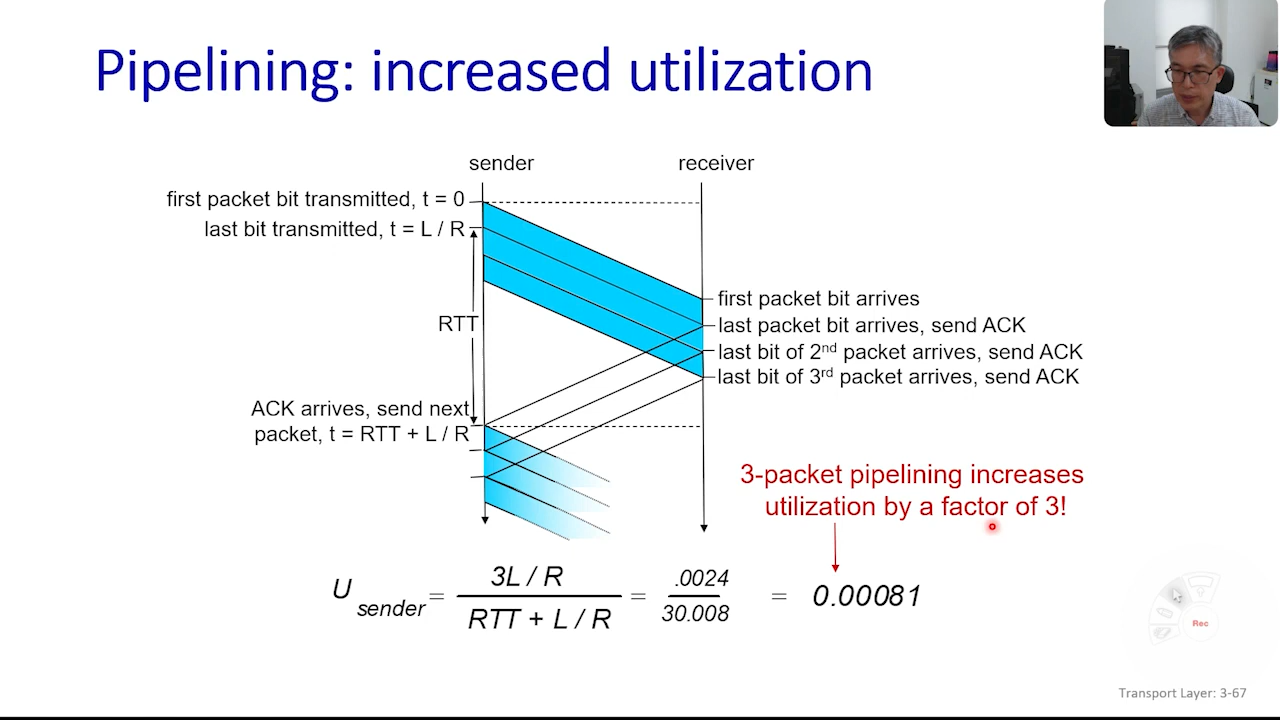 Pipelining: increased utilization
sender
receiver
first packet bit transmitted, t = 0
last bit transmitted, t = L / R
first packet bit arrives
RTT
last packet bit arrives, send ACK
last bit of 2nd packet arrives, send ACK
last bit of 3rd packet arrives, send ACK
ACK arrives, send next
packet, t = RTT + L / R
3-packet pipelining increases
utilization by a factor of 3!
U sender = 3L / R / RTT + L / R = .0024 / 30.008 = 0.00081
Rec
Transport Layer: 3-67